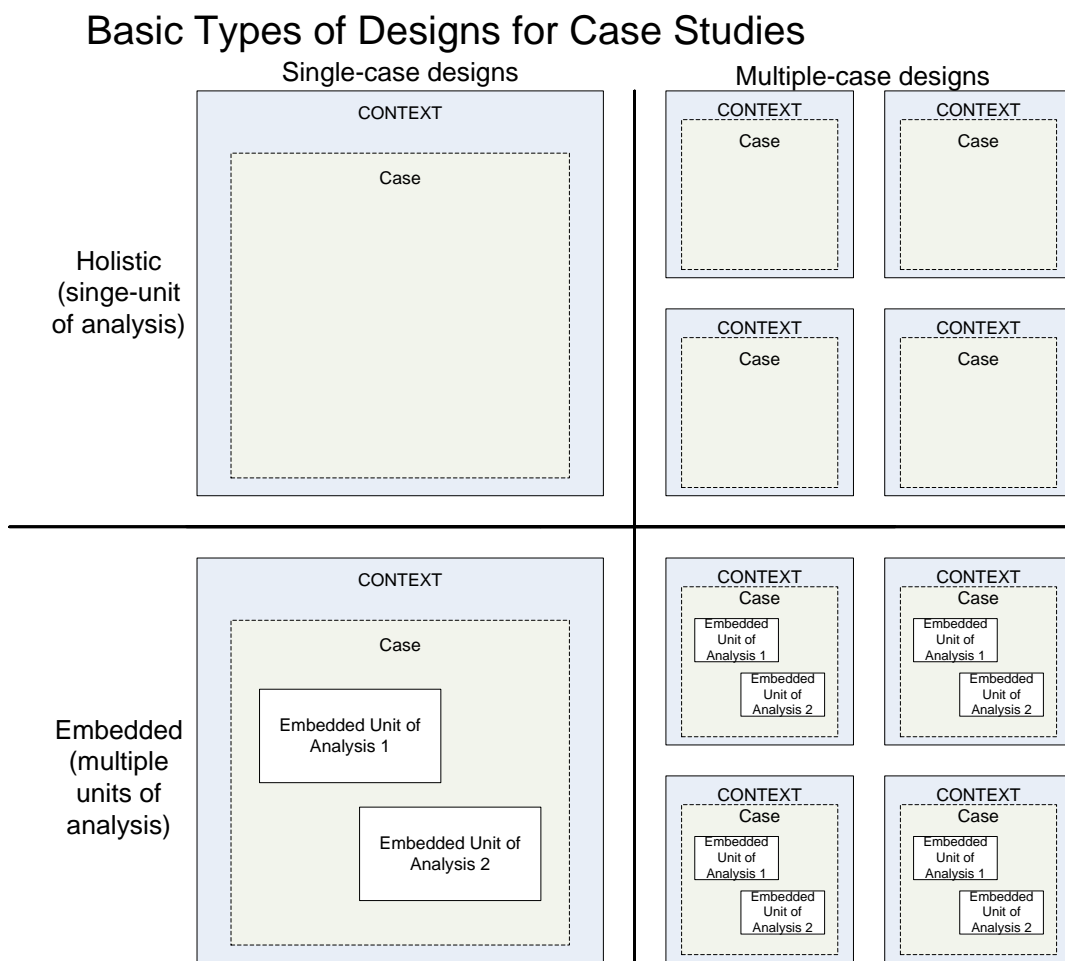 Basic Types of Designs for Case Studies
Single-case designs
Multiple-case designs
Holistic
(singe-unit
of analysis)
CONTEXT
Case
CONTEXT
Case
CONTEXT
Case
CONTEXT
Case
CONTEXT
Case
Embedded
(multiple
units of
analysis)
CONTEXT
Case
Embedded Unit of
Analysis 1
Embedded Unit of
Analysis 2
CONTEXT
Case
Embedded
Unit of
Analysis 1
Embedded
Unit of
Analysis 2
CONTEXT
Case
Embedded
Unit of
Analysis 1
Embedded
Unit of
Analysis 2
CONTEXT
Case
Embedded
Unit of
Analysis 1
Embedded
Unit of
Analysis 2
CONTEXT
Case
Embedded
Unit of
Analysis 1
Embedded
Unit of
Analysis 2